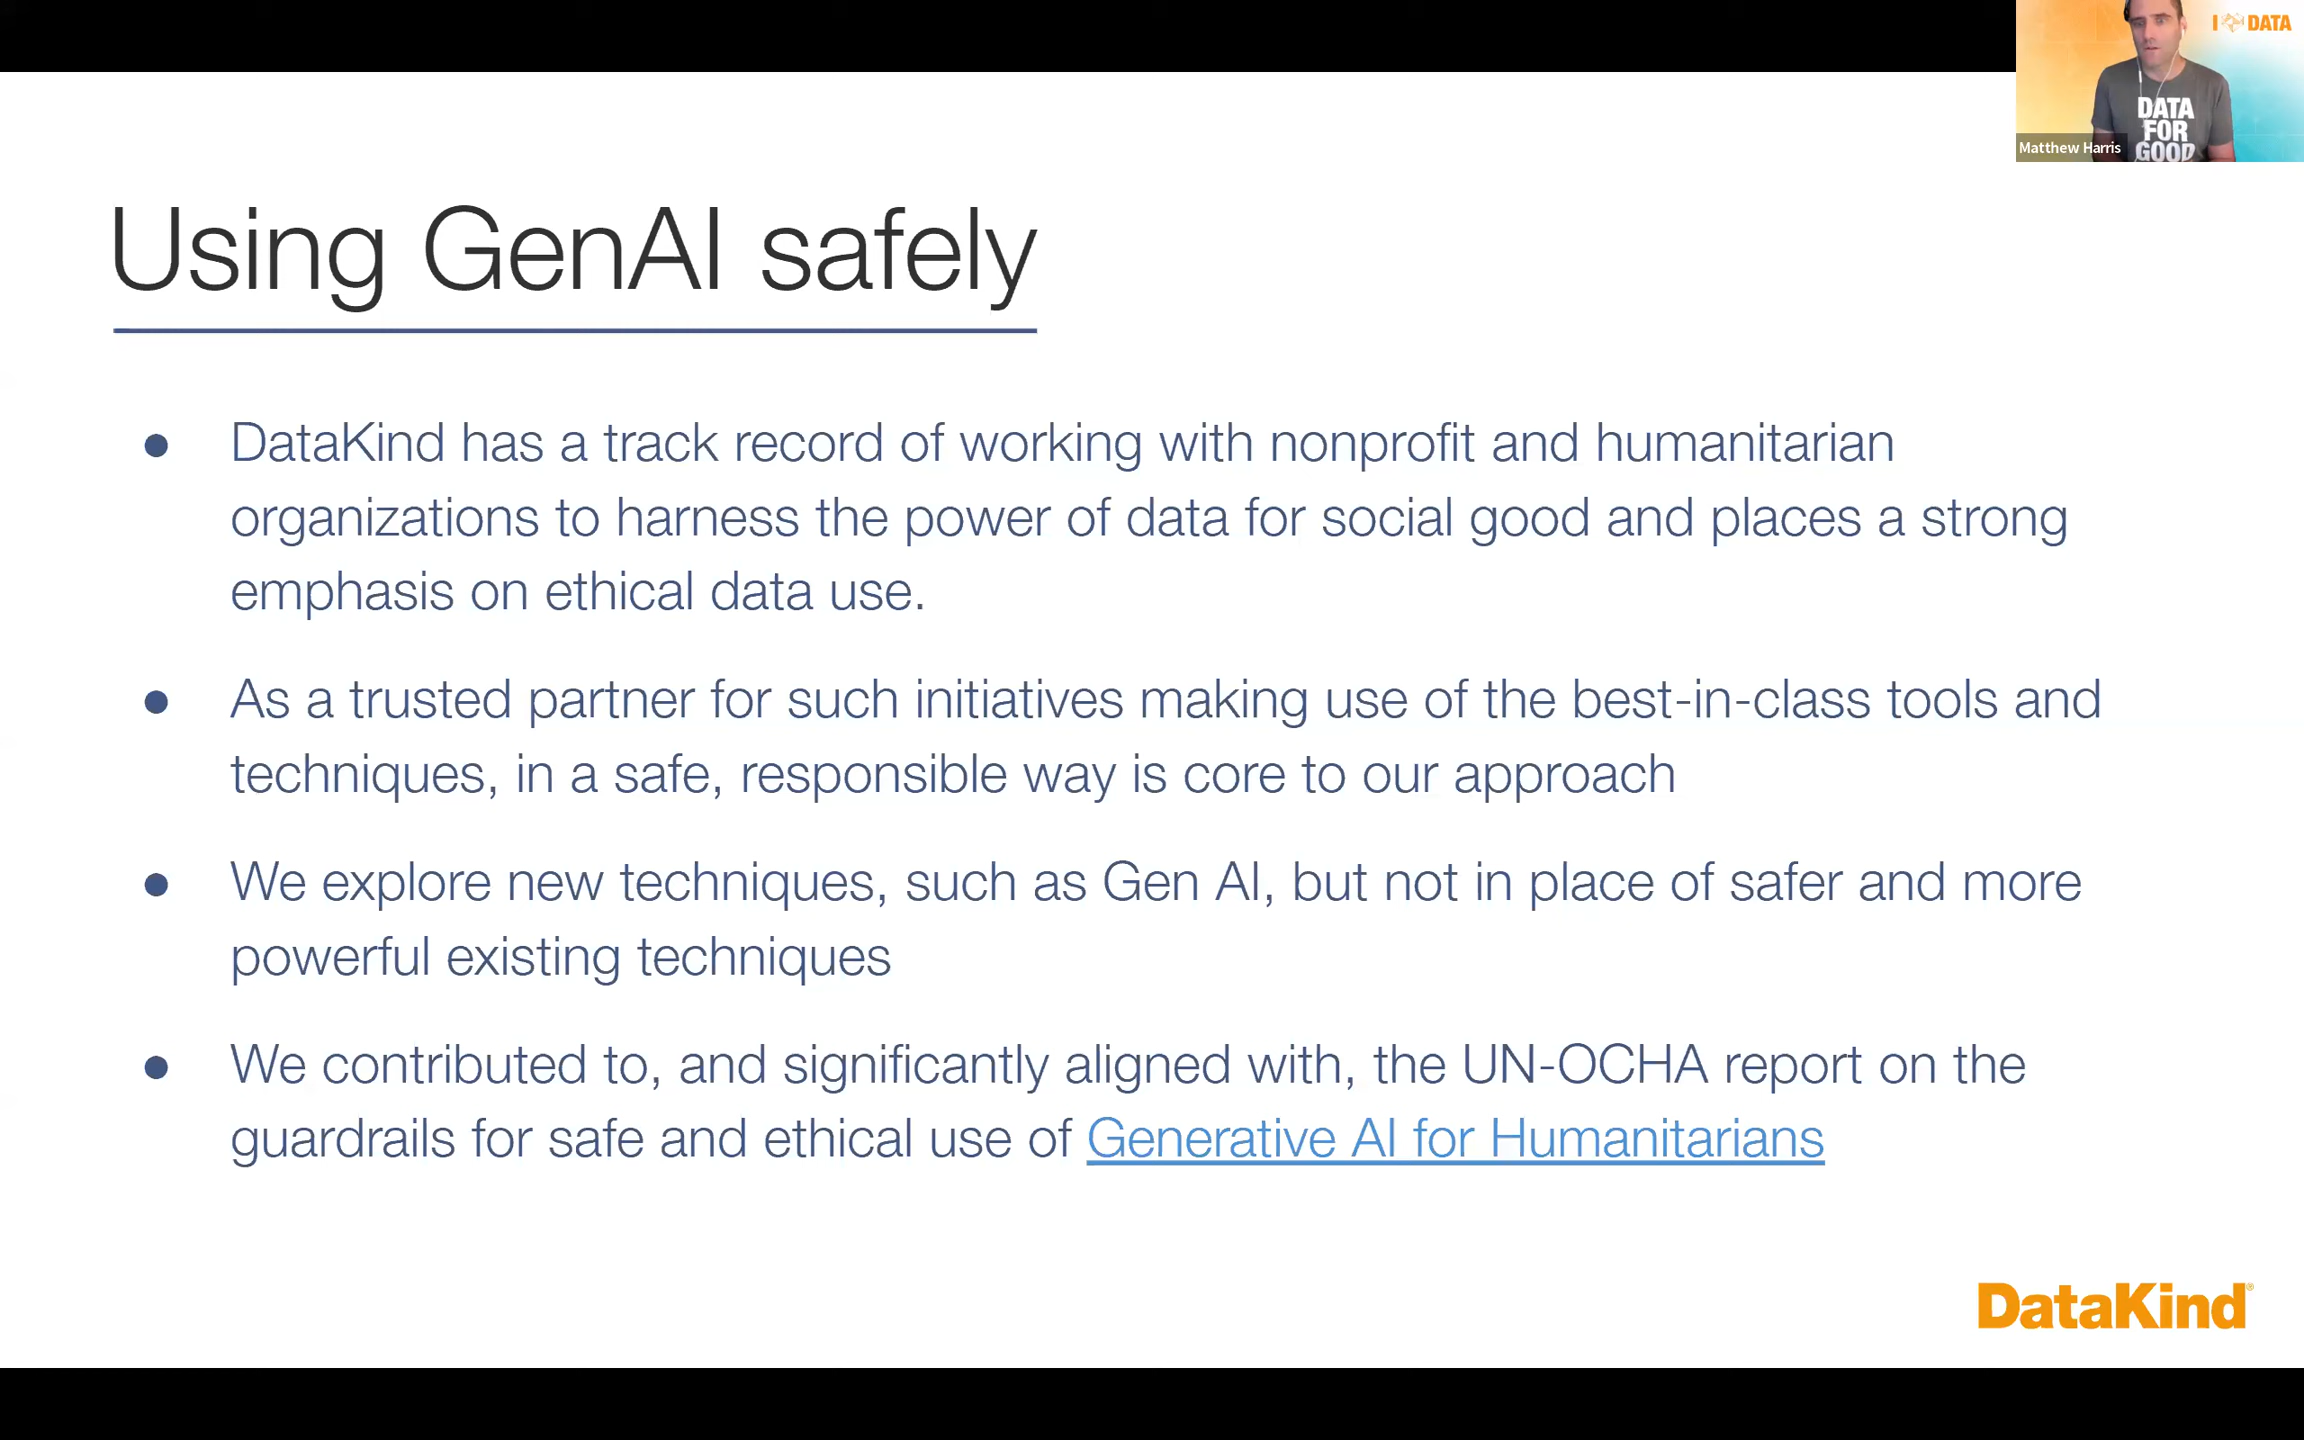 I DATA
DATA
FOR
GOOD
Matthew Harris
Using GenAI safely
● DataKind has a track record of working with nonprofit and humanitarian
organizations to harness the power of data for social good and places a strong
emphasis on ethical data use.
● As a trusted partner for such initiatives making use of the best-in-class tools and
techniques, in a safe, responsible way is core to our approach
● We explore new techniques, such as Gen AI, but not in place of safer and more
powerful existing techniques
● We contributed to, and significantly aligned with, the UN-OCHA report on the
guardrails for safe and ethical use of Generative AI for Humanitarians
DataKind®